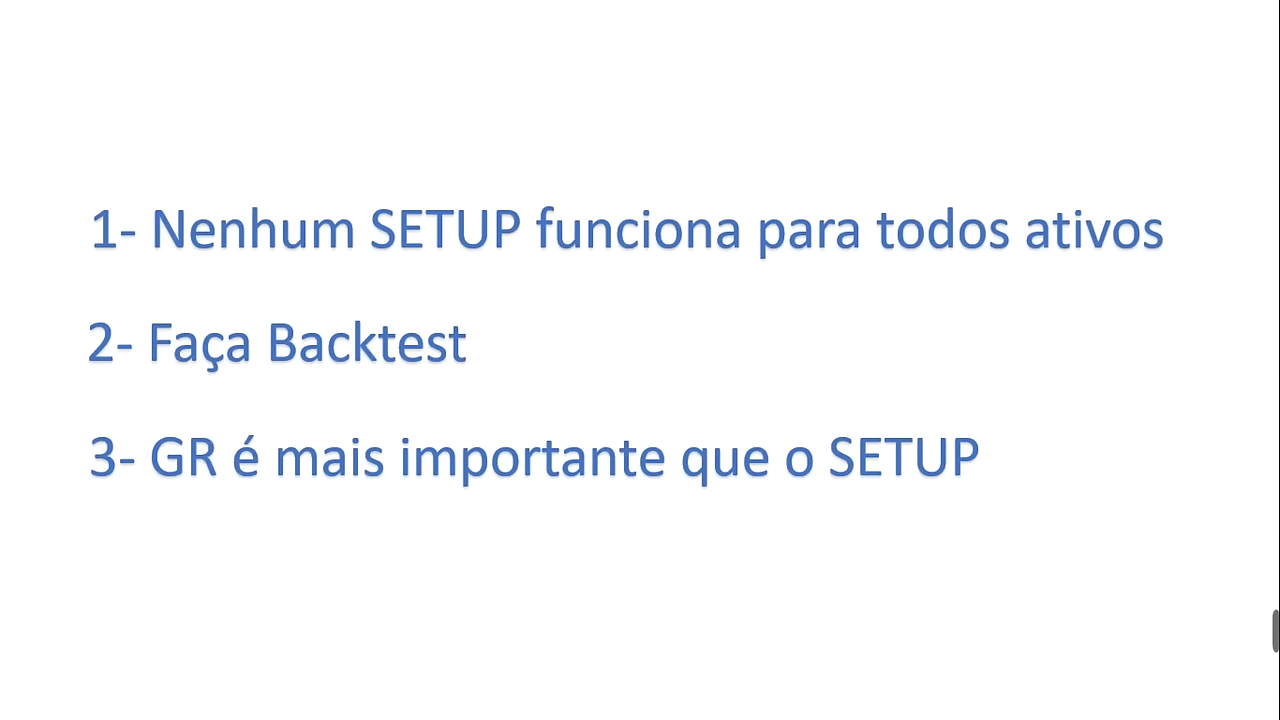 1- Nenhum SETUP funciona para todos ativos
2- Faça Backtest
3- GR é mais importante que o SETUP